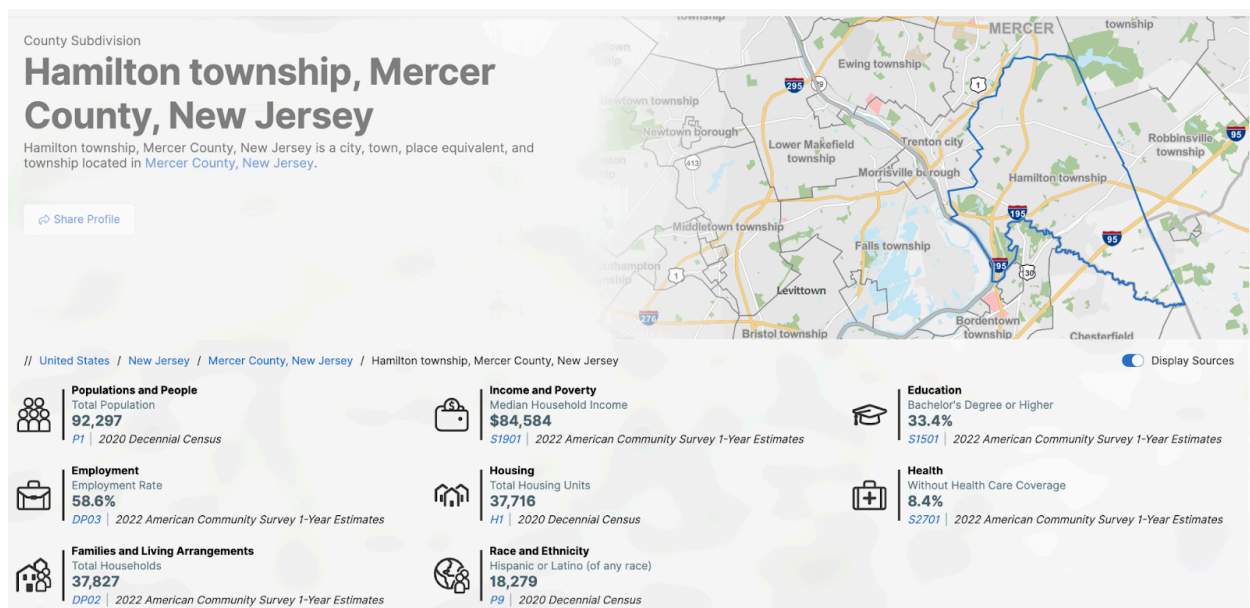 County Subdivision
Hamilton township, Mercer
County, New Jersey
Hamilton township, Mercer County, New Jersey is a city, town, place equivalent, and
township located in Mercer County, New Jersey.
Share Profile
township
MERCER
township
Ewing township
295
29
1
95
Newtown township
Newtown borough
Lower Makefield
township
Trenton city
Robbinsville
township
413
Morrisville borough
Hamilton township
195
Middletown township
Falls township
95
1
130
Levittown
276
Bristol township
Bordentown
township
Chesterfield
// United States / New Jersey / Mercer County, New Jersey / Hamilton township, Mercer County, New Jersey
Display Sources
Populations and People
Total Population
92,297
P1 | 2020 Decennial Census
Income and Poverty
Median Household Income
$84,584
S1901 | 2022 American Community Survey 1-Year Estimates
Education
Bachelor's Degree or Higher
33.4%
S1501 | 2022 American Community Survey 1-Year Estimates
Employment
Employment Rate
58.6%
DP03 | 2022 American Community Survey 1-Year Estimates
Housing
Total Housing Units
37,716
H1 | 2020 Decennial Census
Health
Without Health Care Coverage
8.4%
S2701 | 2022 American Community Survey 1-Year Estimates
Families and Living Arrangements
Total Households
37,827
DP02 | 2022 American Community Survey 1-Year Estimates
Race and Ethnicity
Hispanic or Latino (of any race)
18,279
P9 | 2020 Decennial Census